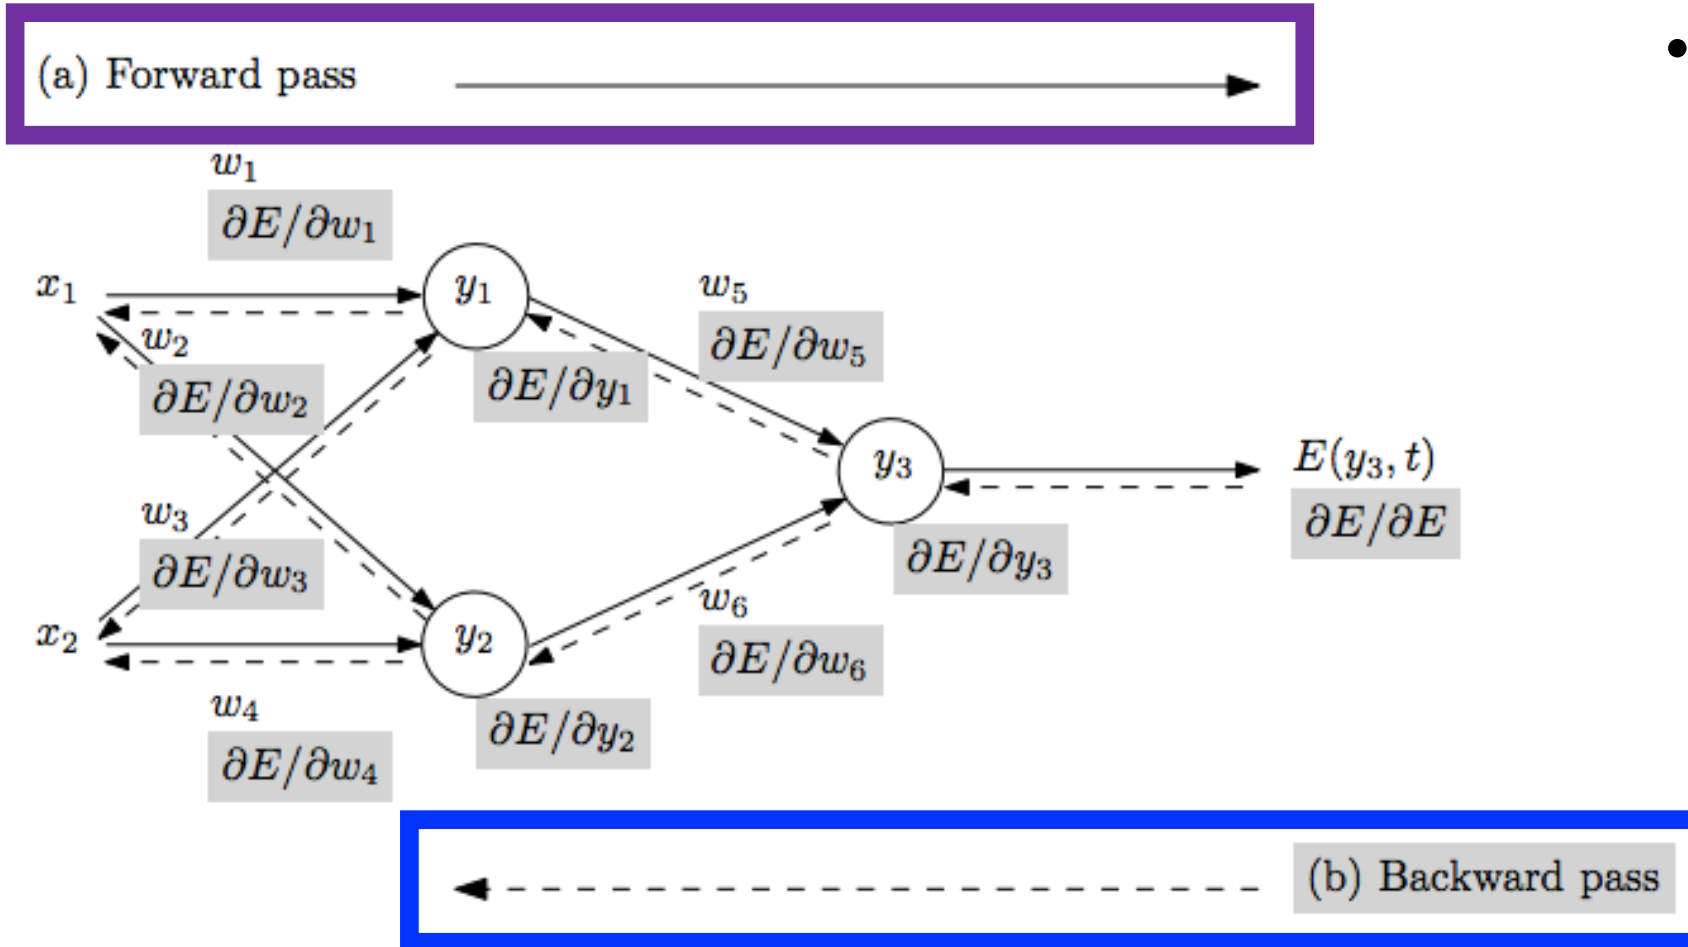 (a) Forward pass
•
w₁
∂E/∂w₁
x₁
y₁
w₅
w₂
∂E/∂w₅
∂E/∂w₂
∂E/∂y₁
y₃
E(y₃, t)
w₃
∂E/∂E
∂E/∂w₃
∂E/∂y₃
w₆
x₂
y₂
∂E/∂w₆
w₄
∂E/∂y₂
∂E/∂w₄
(b) Backward pass